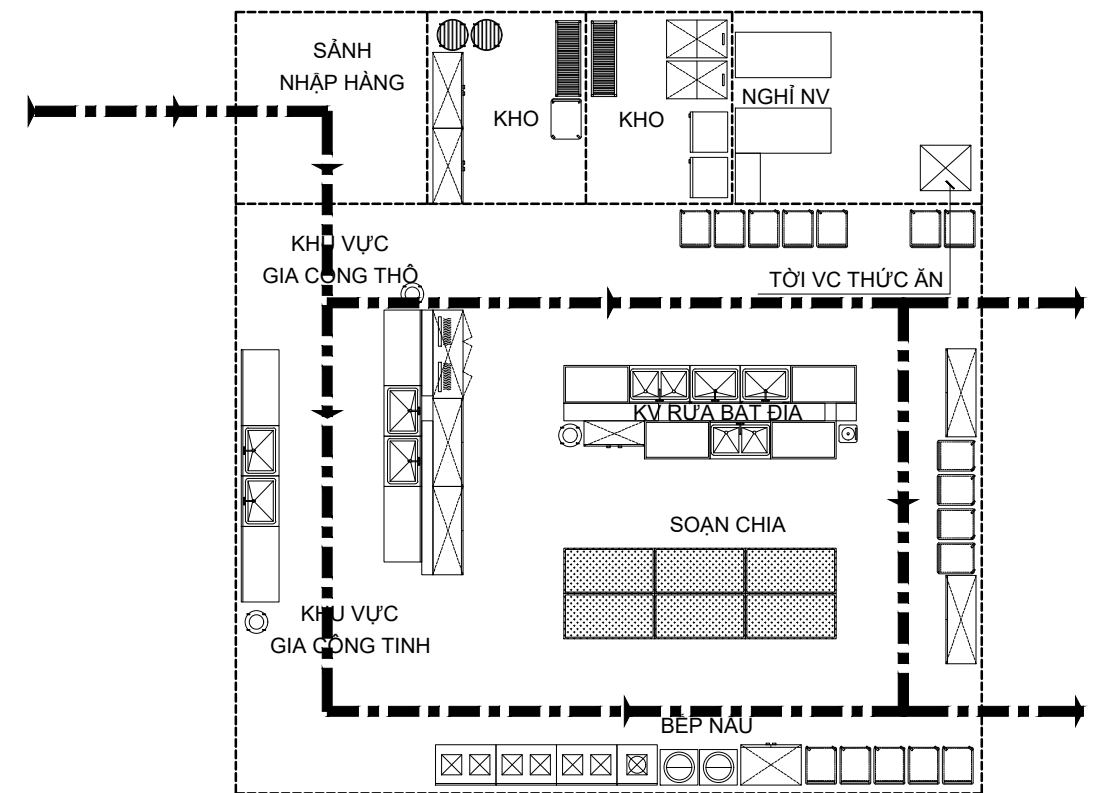 SẢNH
NHẬP HÀNG
KHO
KHO
NGHỈ NV
KHU VỰC
GIA CÔNG THÔ
TỜI VC THỨC ĂN
KV RỬA BÁT ĐĨA
SOẠN CHIA
KHU VỰC
GIA CÔNG TINH
BẾP NẤU